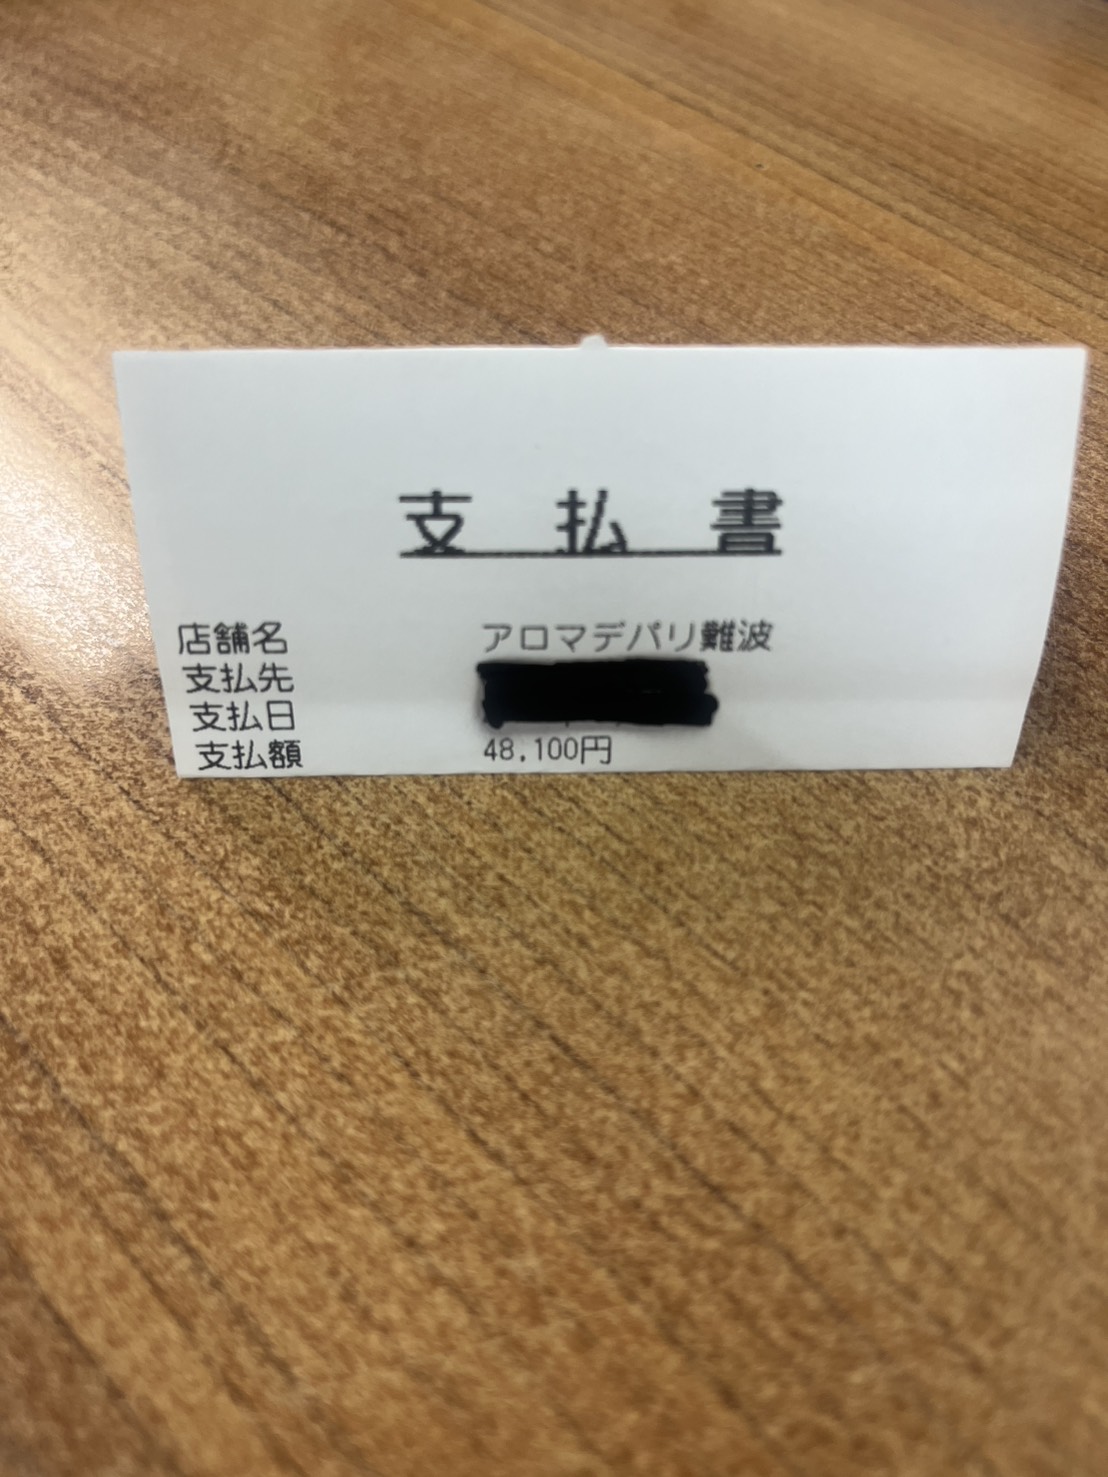 支払書
店舗名 アロマデパリ難波
支払先
支払日
支払額 48,100円